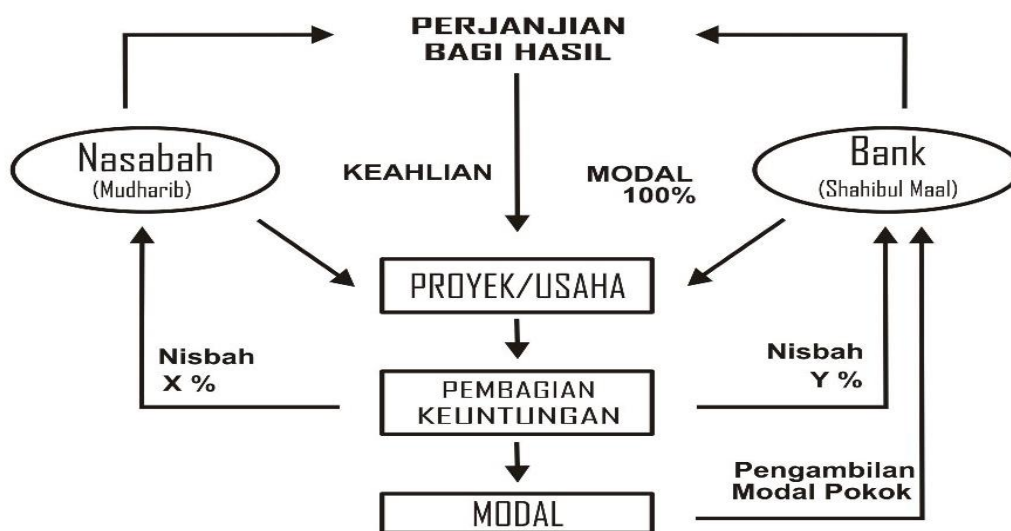 PERJANJIAN
BAGI HASIL
Nasabah
(Mudharib)
KEAHLIAN
MODAL
100%
Bank
(Shahibul Maal)
PROYEK/USAHA
Nisbah
X %
PEMBAGIAN
KEUNTUNGAN
Nisbah
Y %
MODAL
Pengambilan
Modal Pokok